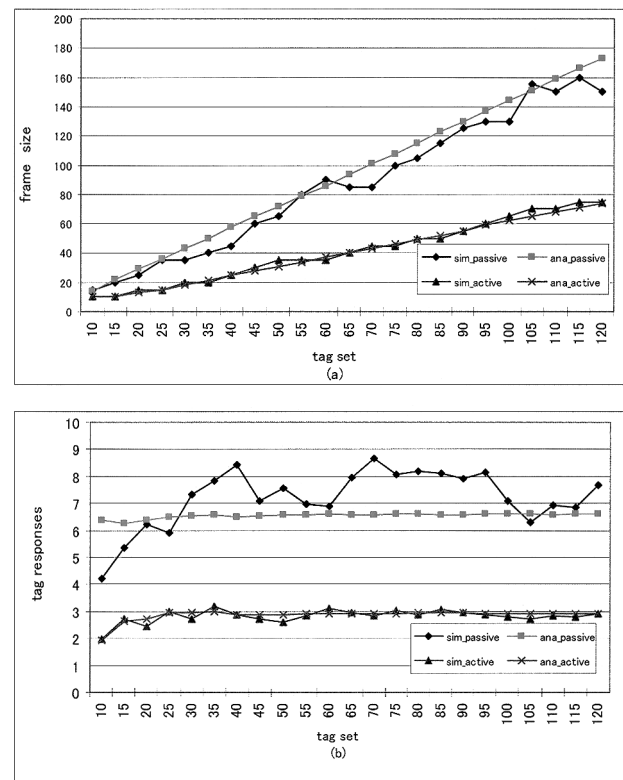 200
180
160
140
120
100
80
60
40
20
0
frame size
sim_passive
ana_passive
sim_active
ana_active
10 15 20 25 30 35 40 45 50 55 60 65 70 75 80 85 90 95 100 105 110 115 120
tag set
(a)
10
9
8
7
6
5
4
3
2
1
0
tag responses
sim_passive
ana_passive
sim_active
ana_active
10 15 20 25 30 35 40 45 50 55 60 65 70 75 80 85 90 95 100 105 110 115 120
tag set
(b)